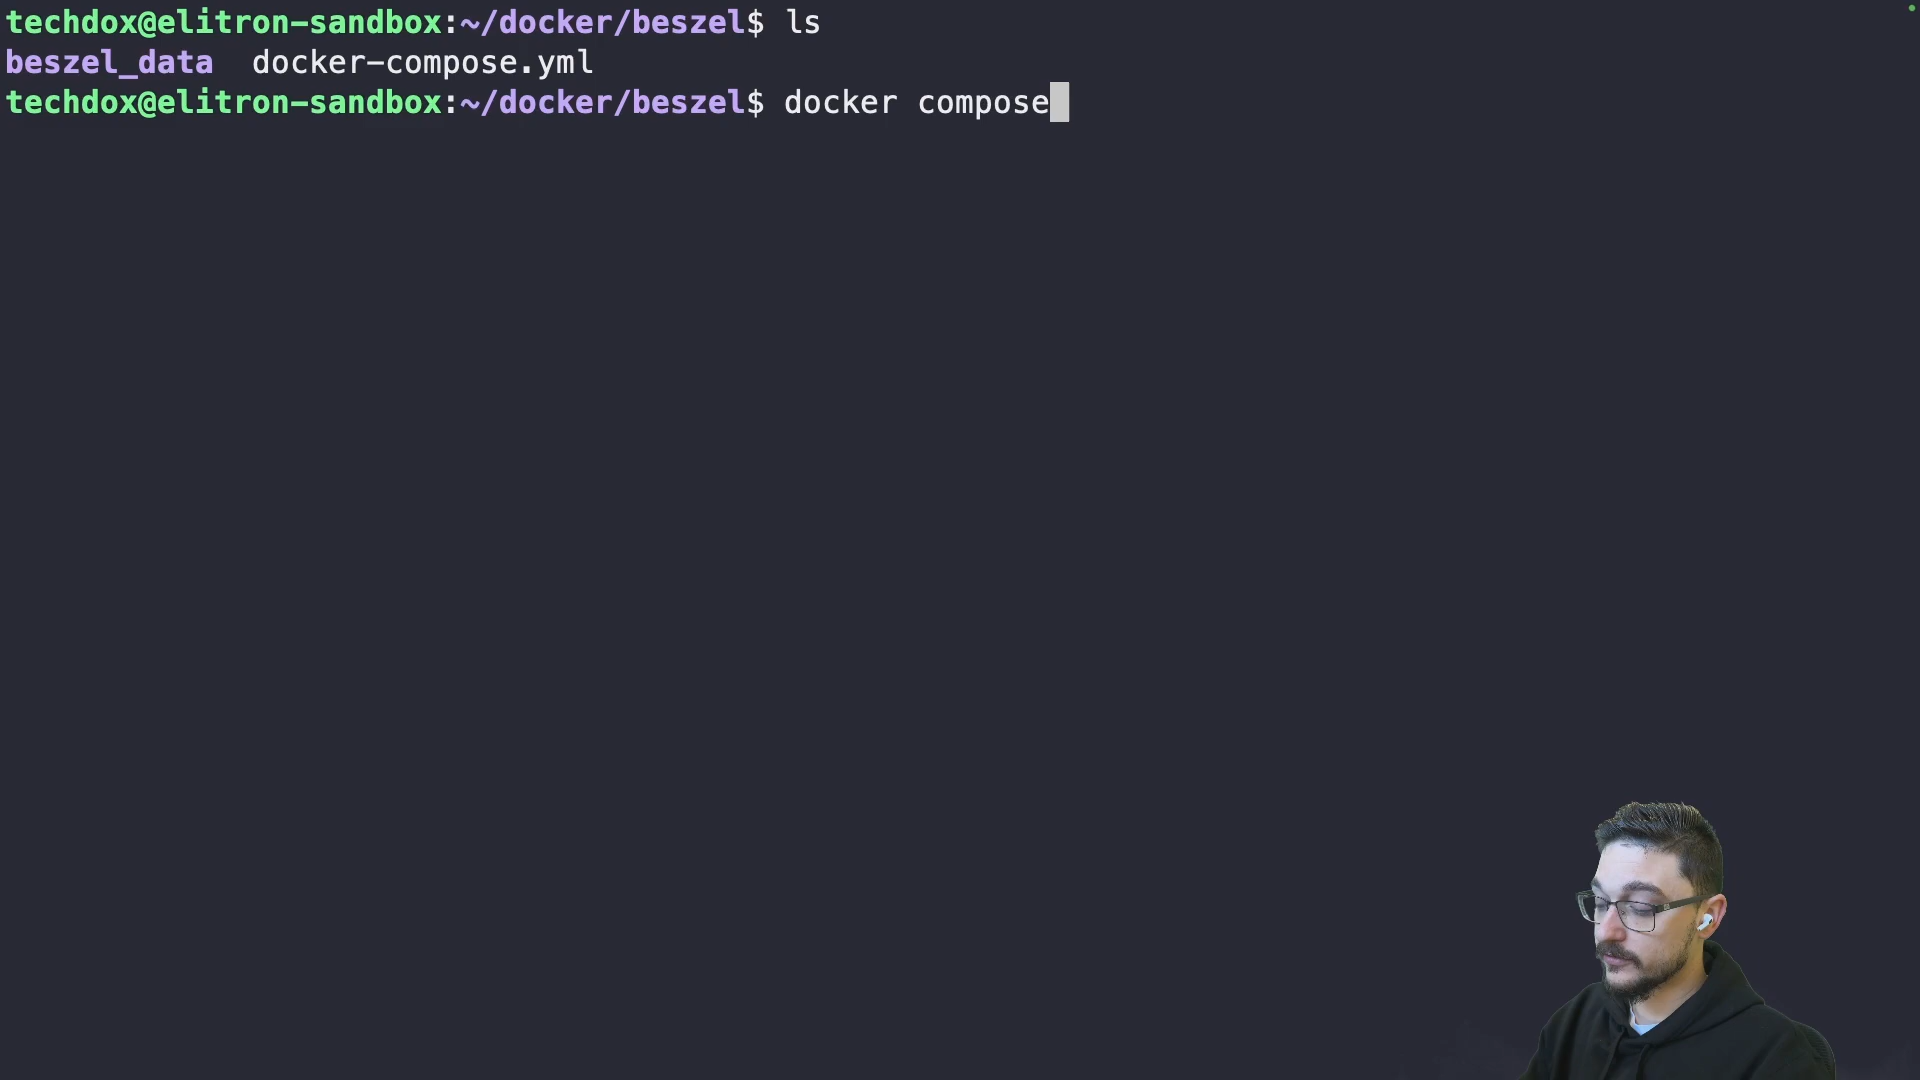 techdox@elitron-sandbox:~/docker/beszel$ ls
beszel_data  docker-compose.yml
techdox@elitron-sandbox:~/docker/beszel$ docker compose